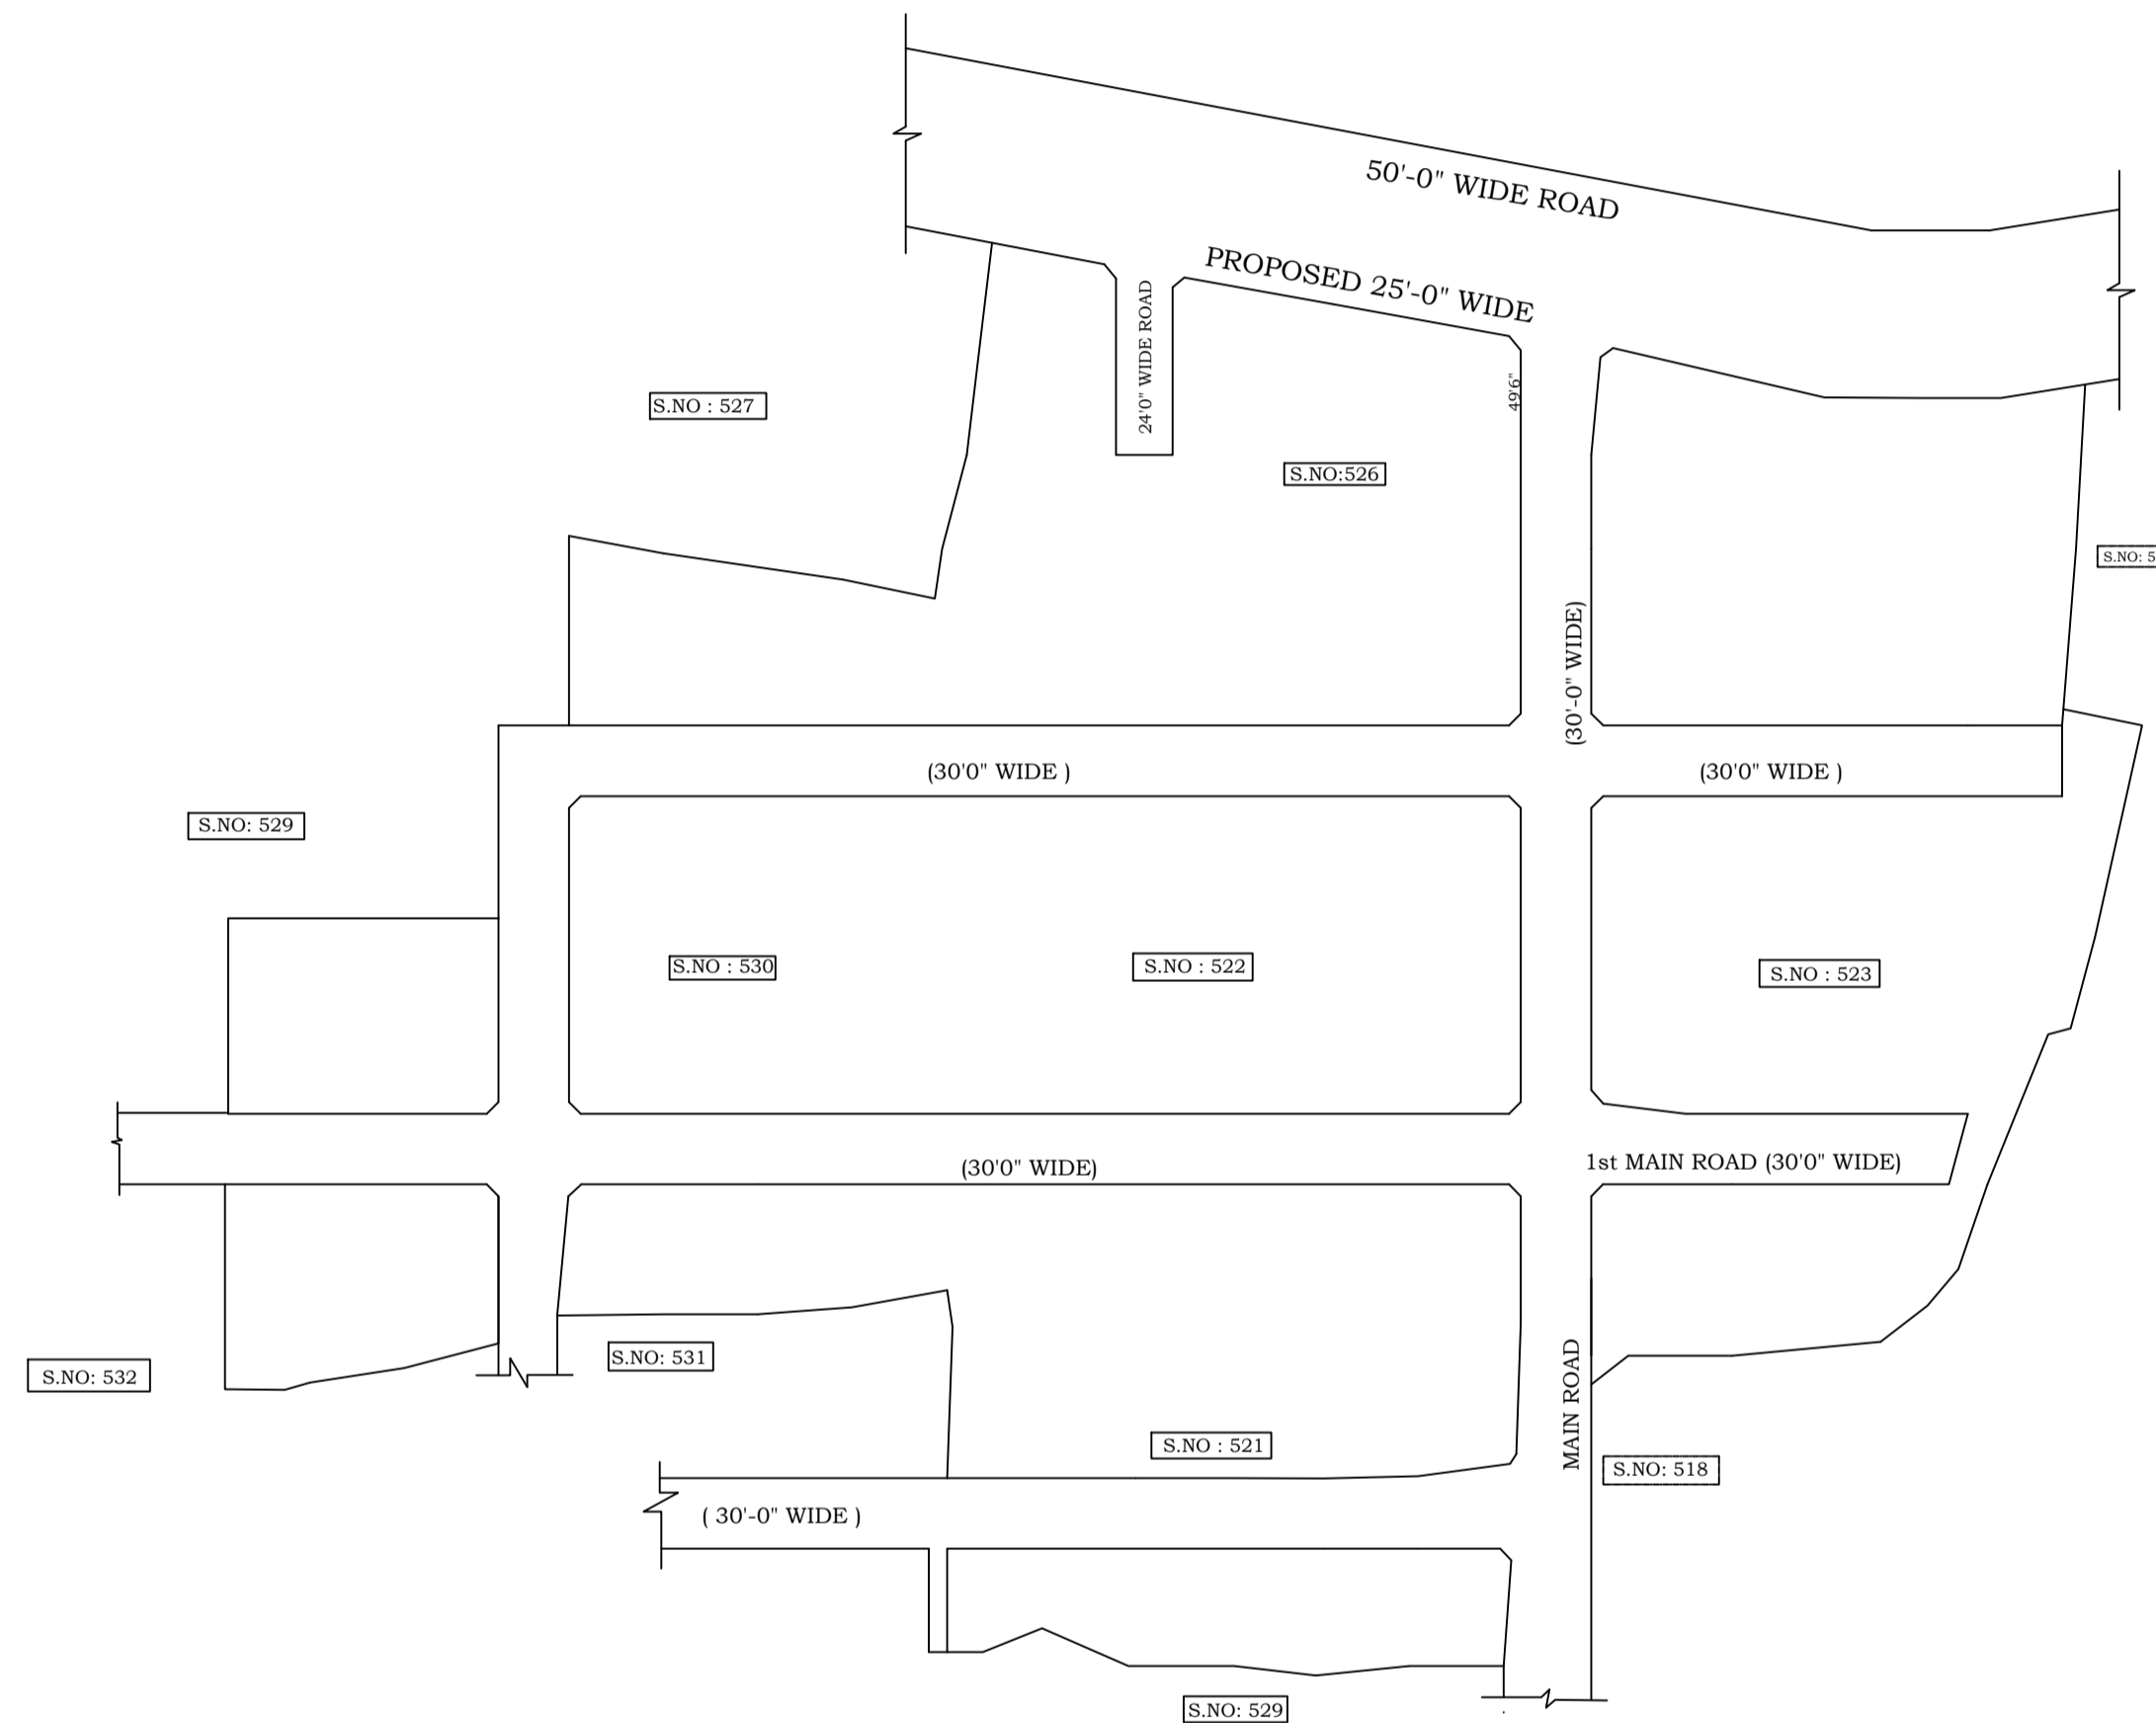 50'-0" WIDE ROAD
PROPOSED 25'-0" WIDE
24'0" WIDE ROAD
49'6"
S.NO : 527
S.NO:526
S.NO: 5
(30'-0" WIDE)
(30'0" WIDE )
(30'0" WIDE )
S.NO: 529
S.NO : 530
S.NO : 522
S.NO : 523
(30'0" WIDE)
1st MAIN ROAD (30'0" WIDE)
S.NO: 532
S.NO: 531
MAIN ROAD
S.NO : 521
S.NO: 518
( 30'-0" WIDE )
S.NO: 529